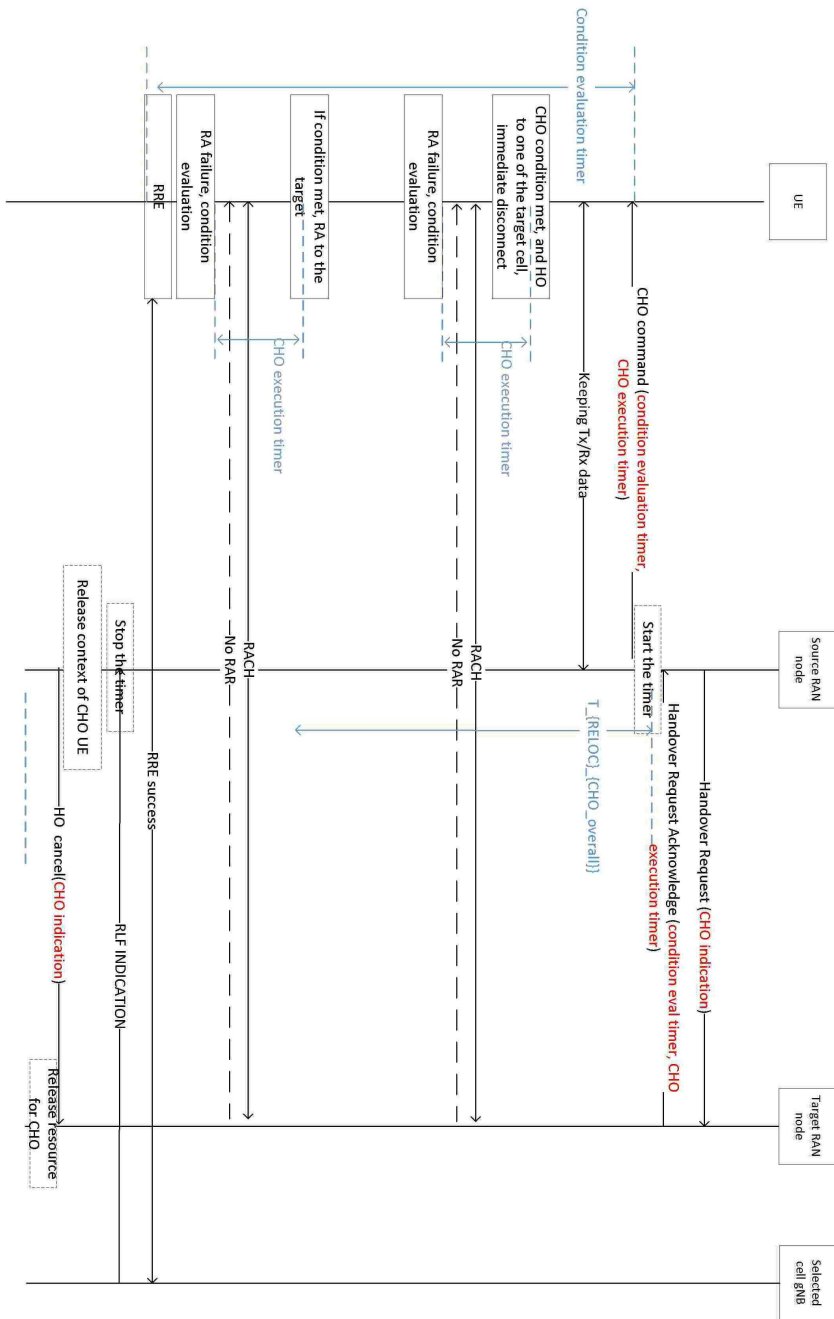 UE
Source RAN
node
Target RAN
node
Selected
cell gNB
Handover Request (CHO indication)
Handover Request Acknowledge (condition eval timer, CHO
execution timer)
Start the timer
CHO command (condition evaluation timer,
CHO execution timer)
Condition evaluation timer
T_{RELOC}_{CHO_overall}}
Keeping Tx/Rx data
CHO condition met, and HO
to one of the target cell,
immediate disconnect
CHO execution timer
RACH
No RAR
RA failure, condition
evaluation
If condition met, RA to the
target
CHO execution timer
RACH
No RAR
RA failure, condition
evaluation
RRE
RRE success
RLF INDICATION
Stop the timer
Release context of CHO UE
HO cancel(CHO indication)
Release resource
for CHO